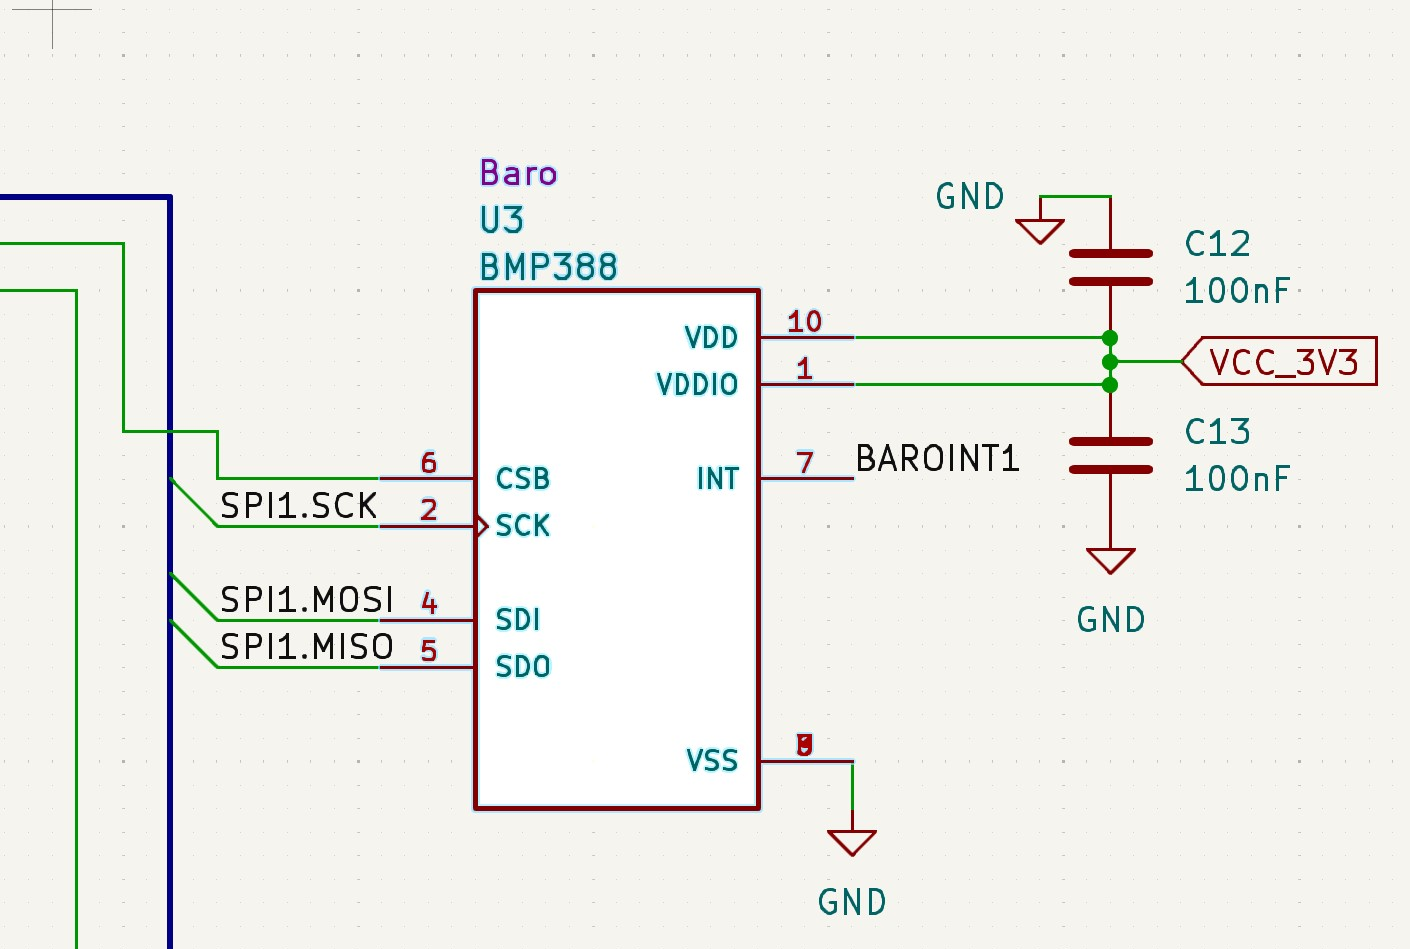 Baro
U3
BMP388
GND
C12
100nF
VDD
10
VDDIO
1
VCC_3V3
C13
100nF
6
CSB
INT
7
BAROINT1
SPI1.SCK
2
SCK
SPI1.MOSI
4
SDI
GND
SPI1.MISO
5
SDO
VSS
GND